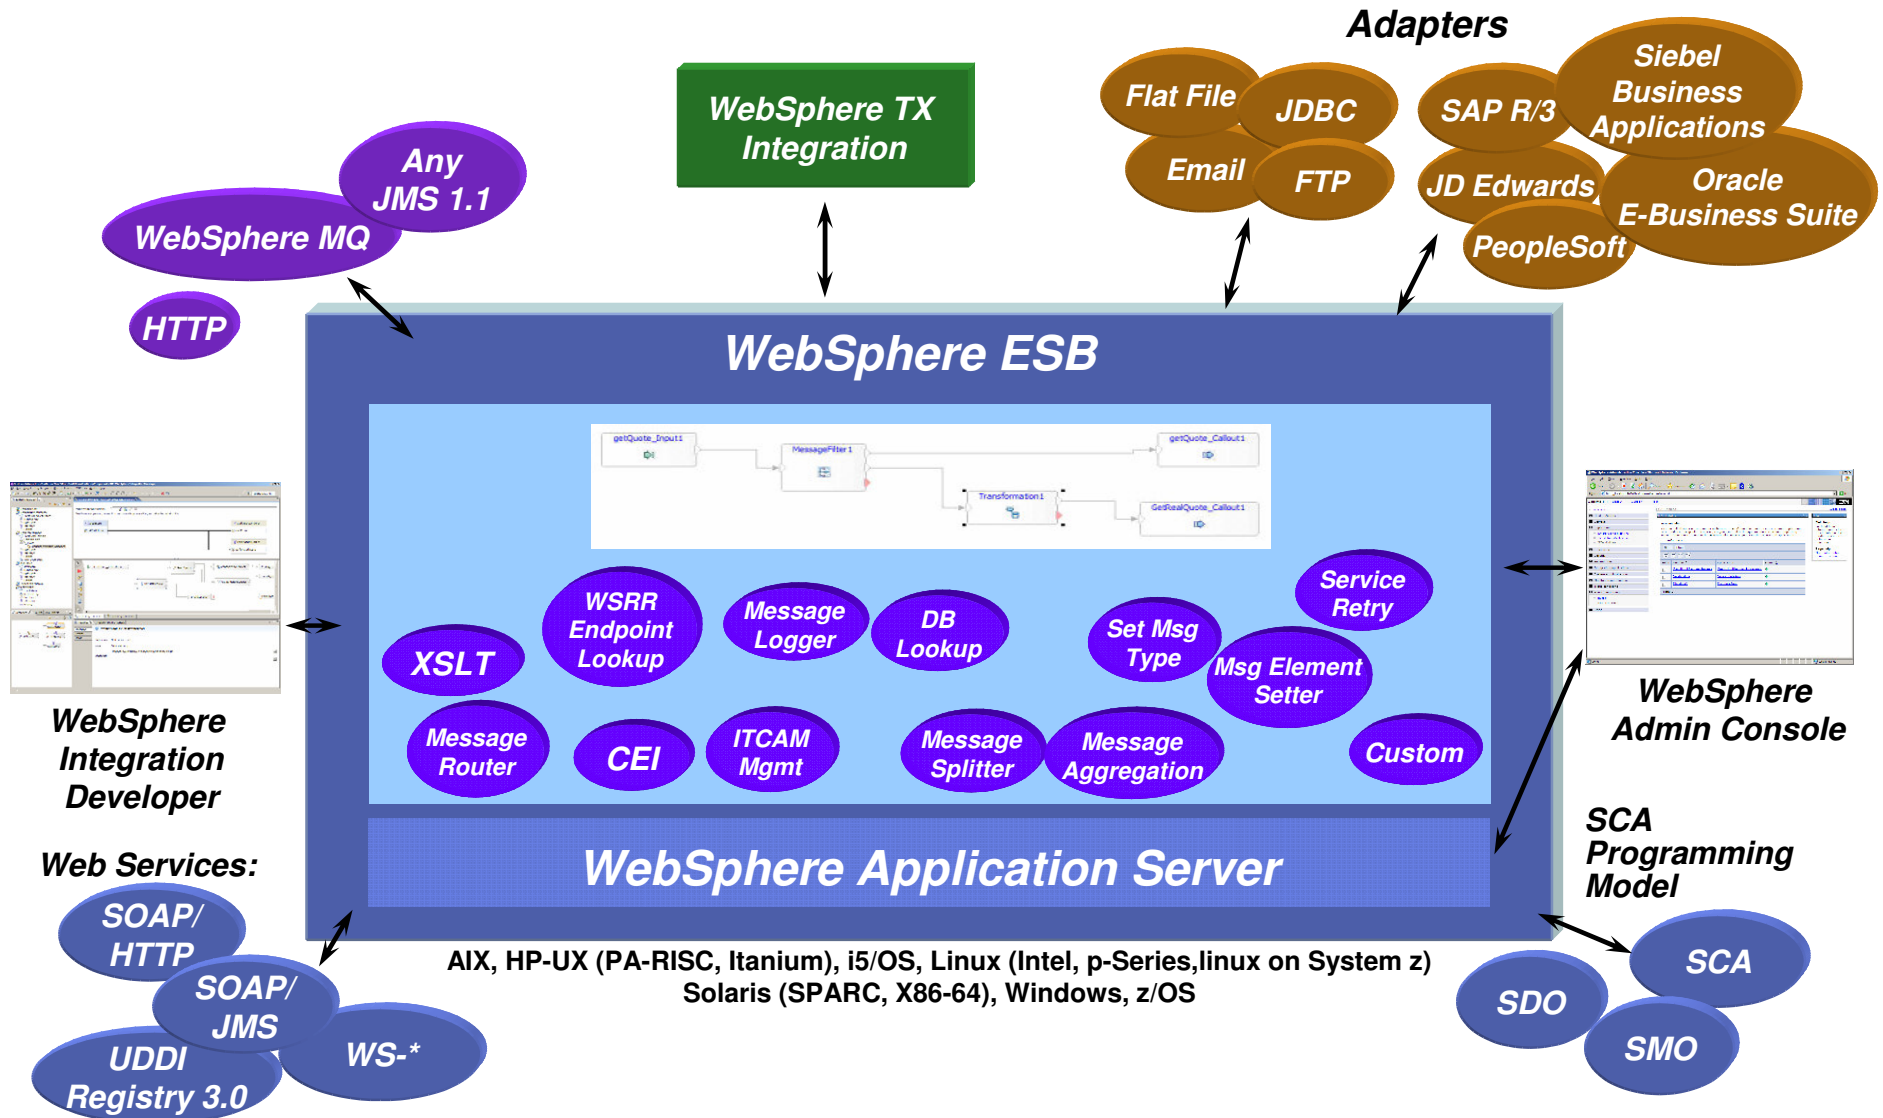 Adapters
Flat File
JDBC
Email
FTP
SAP R/3
Siebel
Business
Applications
JD Edwards
Oracle
E-Business Suite
PeopleSoft
WebSphere TX
Integration
Any
JMS 1.1
WebSphere MQ
HTTP
WebSphere ESB
getQuote_Input1
MessageFilter1
getQuote_Callout1
Transformation1
GetRealQuote_Callout1
XSLT
WSRR
Endpoint
Lookup
Message
Logger
DB
Lookup
Set Msg
Type
Service
Retry
Msg Element
Setter
Message
Router
CEI
ITCAM
Mgmt
Message
Splitter
Message
Aggregation
Custom
WebSphere Application Server
WebSphere
Integration
Developer
WebSphere
Admin Console
Web Services:
SOAP/
HTTP
SOAP/
JMS
UDDI
Registry 3.0
WS-*
AIX, HP-UX (PA-RISC, Itanium), i5/OS, Linux (Intel, p-Series,linux on System z)
Solaris (SPARC, X86-64), Windows, z/OS
SCA
Programming
Model
SCA
SDO
SMO